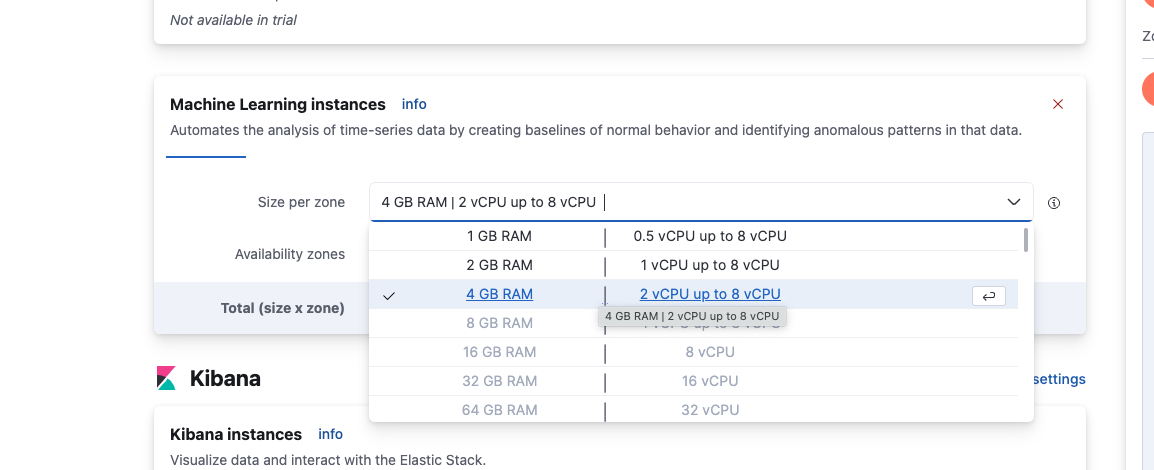 Not available in trial
Zo
Machine Learning instances info
Automates the analysis of time-series data by creating baselines of normal behavior and identifying anomalous patterns in that data.
Size per zone
4 GB RAM | 2 vCPU up to 8 vCPU |
1 GB RAM | 0.5 vCPU up to 8 vCPU
2 GB RAM | 1 vCPU up to 8 vCPU
Availability zones
4 GB RAM | 2 vCPU up to 8 vCPU
Total (size x zone)
4 GB RAM | 2 vCPU up to 8 vCPU
8 GB RAM | vCPU up to 8 vCPU
16 GB RAM | 8 vCPU
32 GB RAM | 16 vCPU
64 GB RAM | 32 vCPU
Kibana
settings
Kibana instances info
Visualize data and interact with the Elastic Stack.